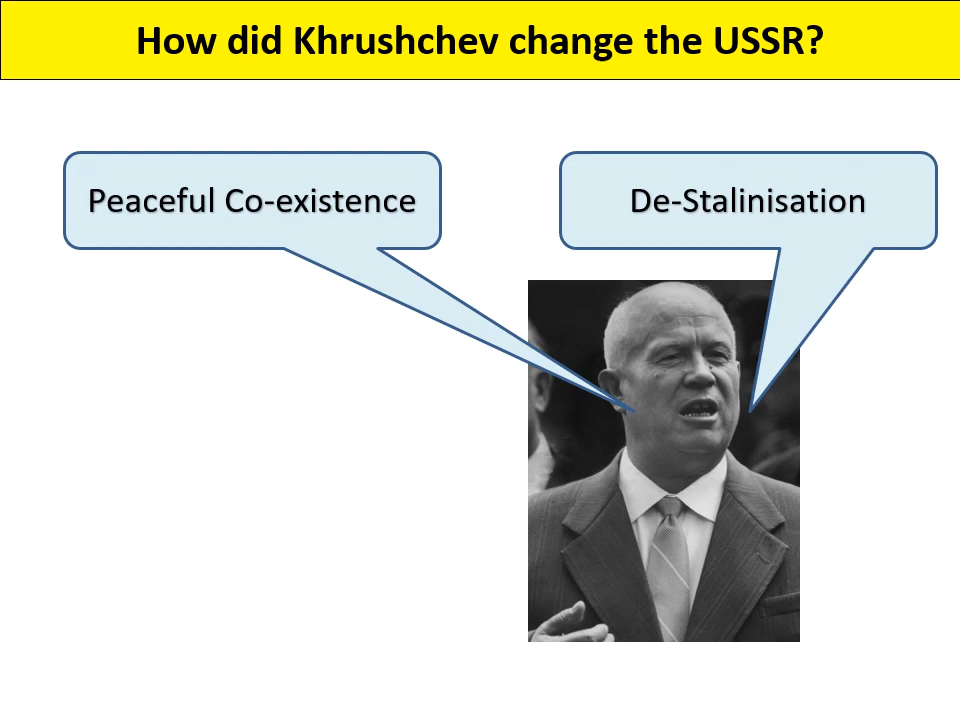 How did Khrushchev change the USSR?
Peaceful Co-existence
De-Stalinisation